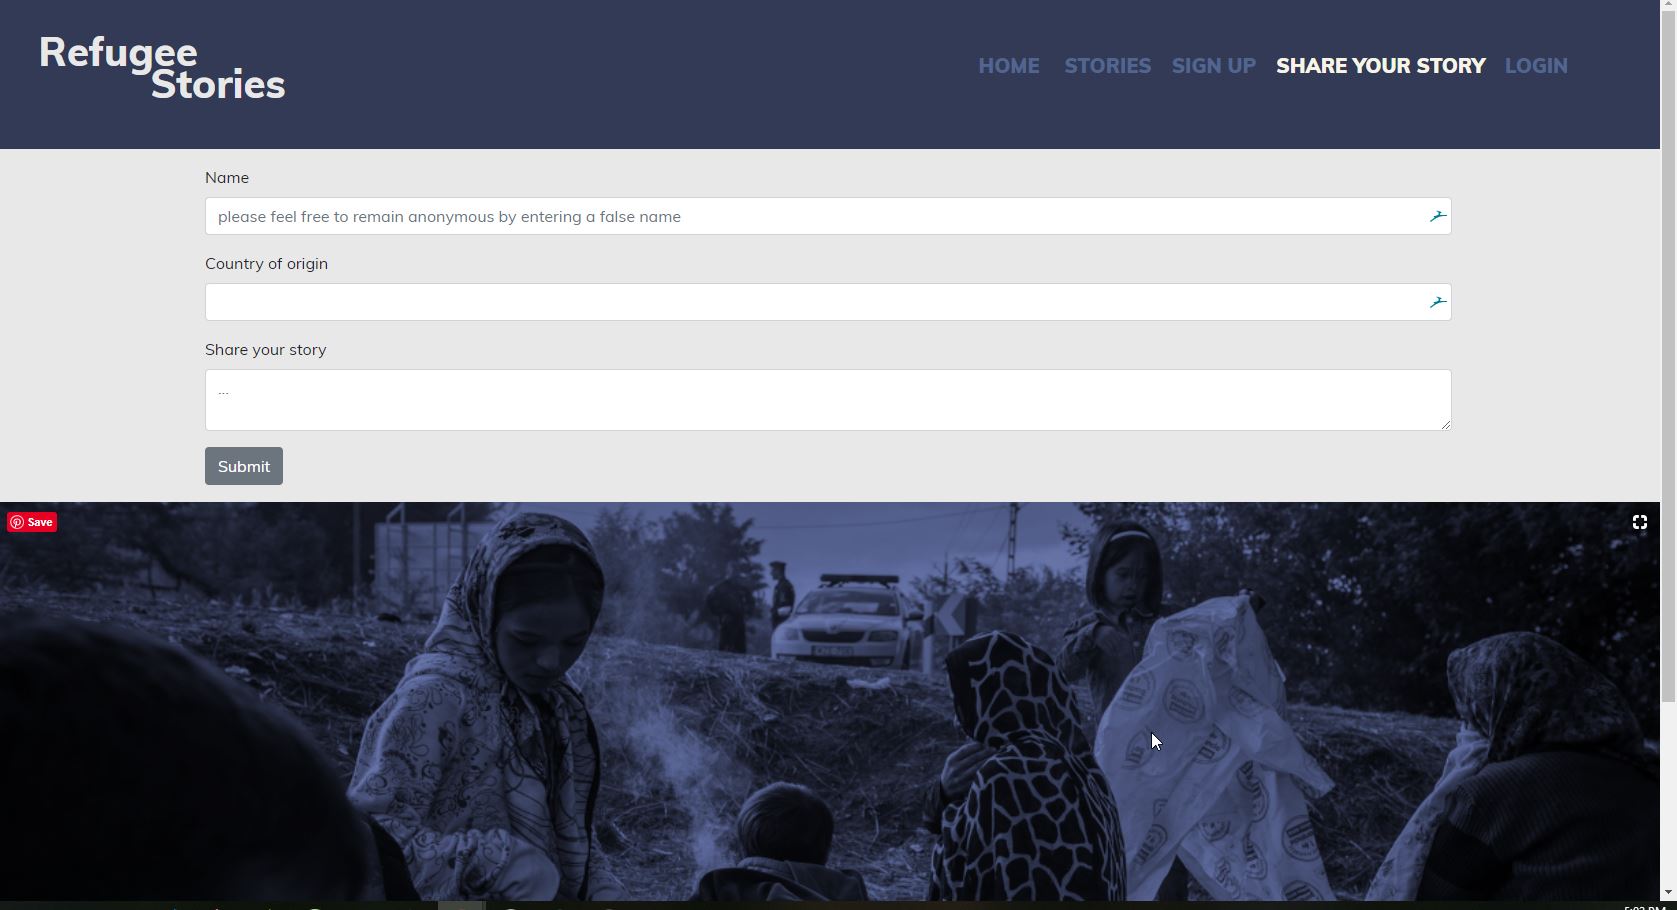 Refugee
Stories
HOME STORIES SIGN UP SHARE YOUR STORY LOGIN
Name
please feel free to remain anonymous by entering a false name
Country of origin
Share your story
...
Submit
Save